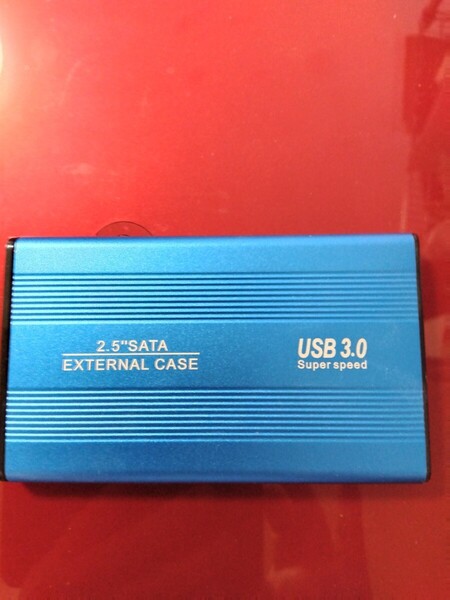 2.5"SATA
EXTERNAL CASE
USB 3.0
Super speed